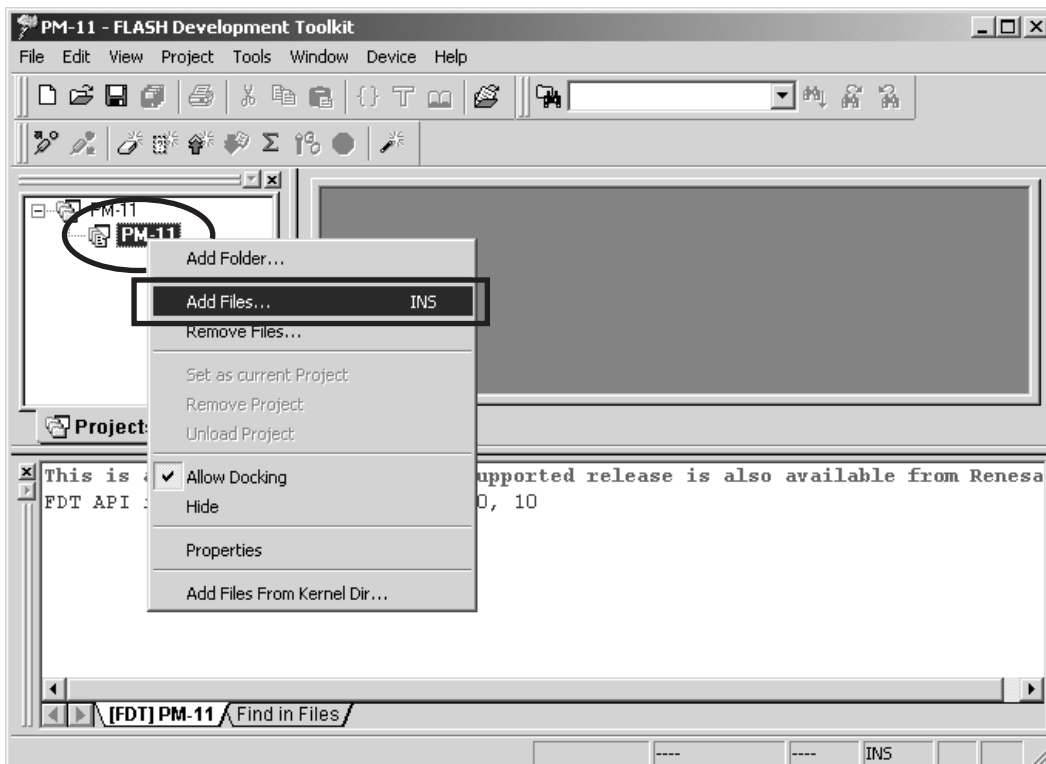 PM-11 - FLASH Development Toolkit
File Edit View Project Tools Window Device Help
PM-11
PM-11
Add Folder...
Add Files... INS
Remove Files...
Set as current Project
Remove Project
Unload Project
Allow Docking
Hide
Properties
Add Files From Kernel Dir...
Project
This is upported release is also available from Renesa
FDT API 0, 10
[FDT] PM-11 Find in Files
---- ---- INS